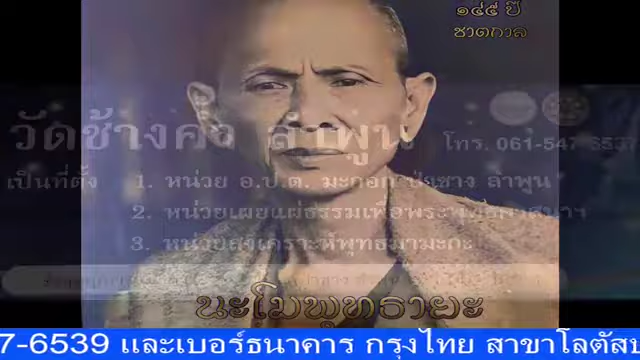 ๑๔๕ ปี
ชาตกาล
วัดช้างค้ำ ลำพูน โทร. 061-547-6539
เป็นที่ตั้ง 1. หน่วย อ.ป.ต. มะกอก ป่าซาง ลำพูน
2. หน่วยเผยแผ่ธรรมเพื่อพระพุทธศาสนาฯ
3. หน่วยสงเคราะห์พุทธมามะกะ
นะโมพุทธายะ
7-6539 และเบอร์ธนาคาร กรุงไทย สาขาโลตัสป